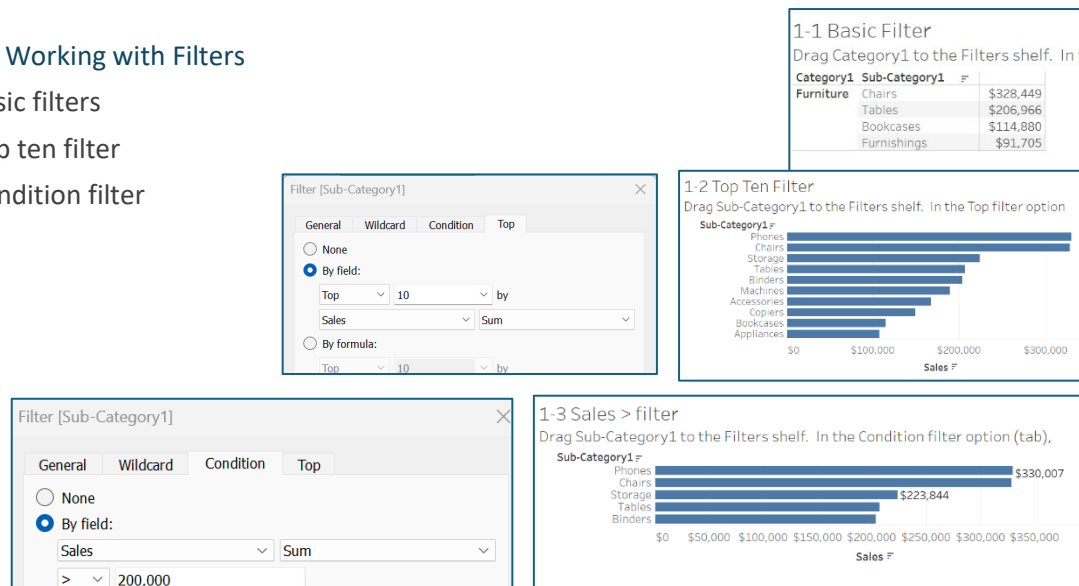 Working with Filters
sic filters
p ten filter
ndition filter
1-1 Basic Filter
Drag Category1 to the Filters shelf. In
Category1 Sub-Category1
Furniture Chairs $328,449
Tables $206,966
Bookcases $114,880
Furnishings $91,705
Filter [Sub-Category1]
General Wildcard Condition Top
None
By field:
Top 10 by
Sales Sum
By formula:
Top 10 by
1-2 Top Ten Filter
Drag Sub-Category1 to the Filters shelf. In the Top filter option
Sub-Category1
Phones
Chairs
Storage
Tables
Binders
Machines
Accessories
Copiers
Bookcases
Appliances
$0 $100,000 $200,000 $300,000
Sales
Filter [Sub-Category1]
General Wildcard Condition Top
None
By field:
Sales Sum
> 200,000
1-3 Sales > filter
Drag Sub-Category1 to the Filters shelf. In the Condition filter option (tab),
Sub-Category1
Phones $330,007
Chairs
Storage $223,844
Tables
Binders
$0 $50,000 $100,000 $150,000 $200,000 $250,000 $300,000 $350,000
Sales